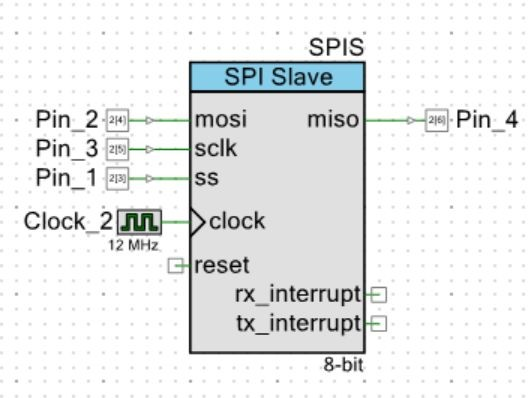 SPIS
SPI Slave
Pin_2 2[4] mosi miso 2[6] Pin_4
Pin_3 2[5] sclk
Pin_1 2[3] ss
Clock_2 clock
12 MHz
reset
rx_interrupt
tx_interrupt
8-bit